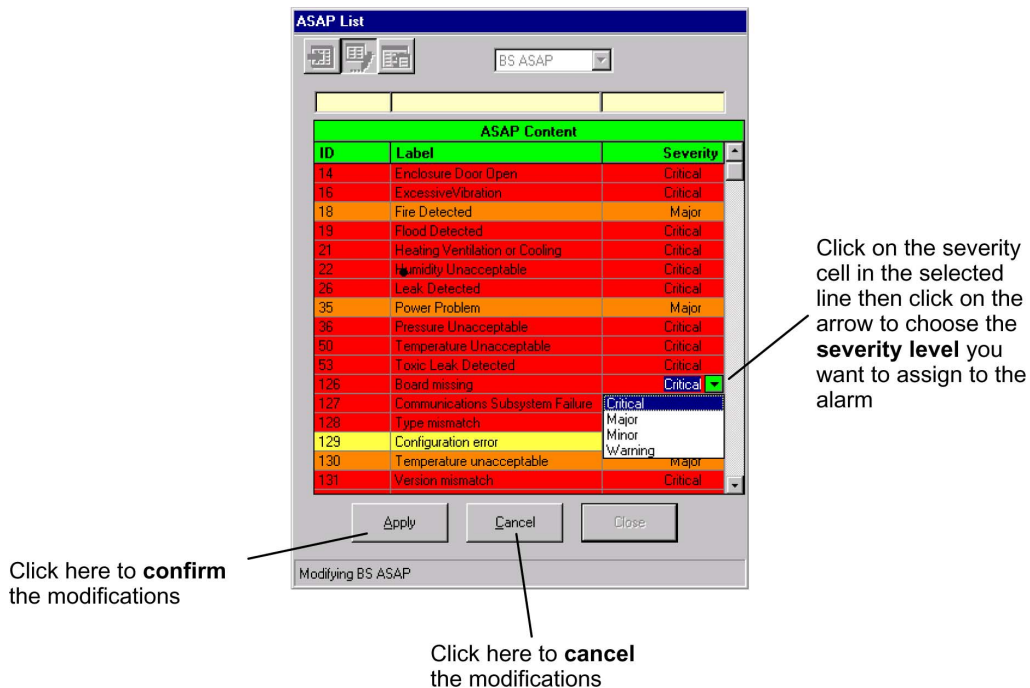 ASAP List
BS ASAP
ASAP Content
ID Label Severity
14 Enclosure Door Open Critical
16 ExcessiveVibration Critical
18 Fire Detected Major
19 Flood Detected Critical
21 Heating Ventilation or Cooling Critical
22 Humidity Unacceptable Critical
26 Leak Detected Critical
35 Power Problem Major
36 Pressure Unacceptable Critical
50 Temperature Unacceptable Critical
53 Toxic Leak Detected Critical
126 Board missing Critical
127 Communications Subsystem Failure Critical
128 Type mismatch Major
Minor
129 Configuration error Warning
130 Temperature unacceptable Major
131 Version mismatch Critical
Apply Cancel Close
Modifying BS ASAP
Click on the severity
cell in the selected
line then click on the
arrow to choose the
severity level you
want to assign to the
alarm
Click here to confirm
the modifications
Click here to cancel
the modifications